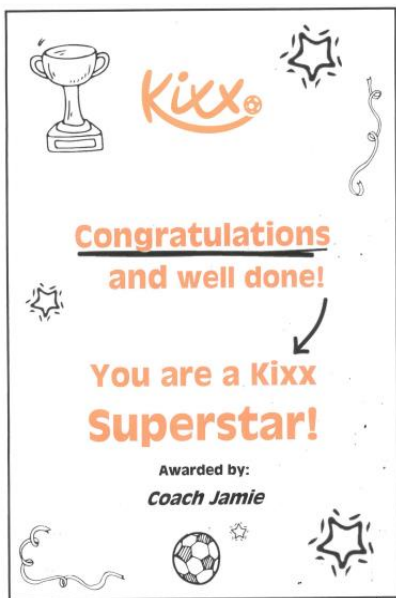 Kixx
Congratulations
and well done!
You are a Kixx
Superstar!
Awarded by:
Coach Jamie